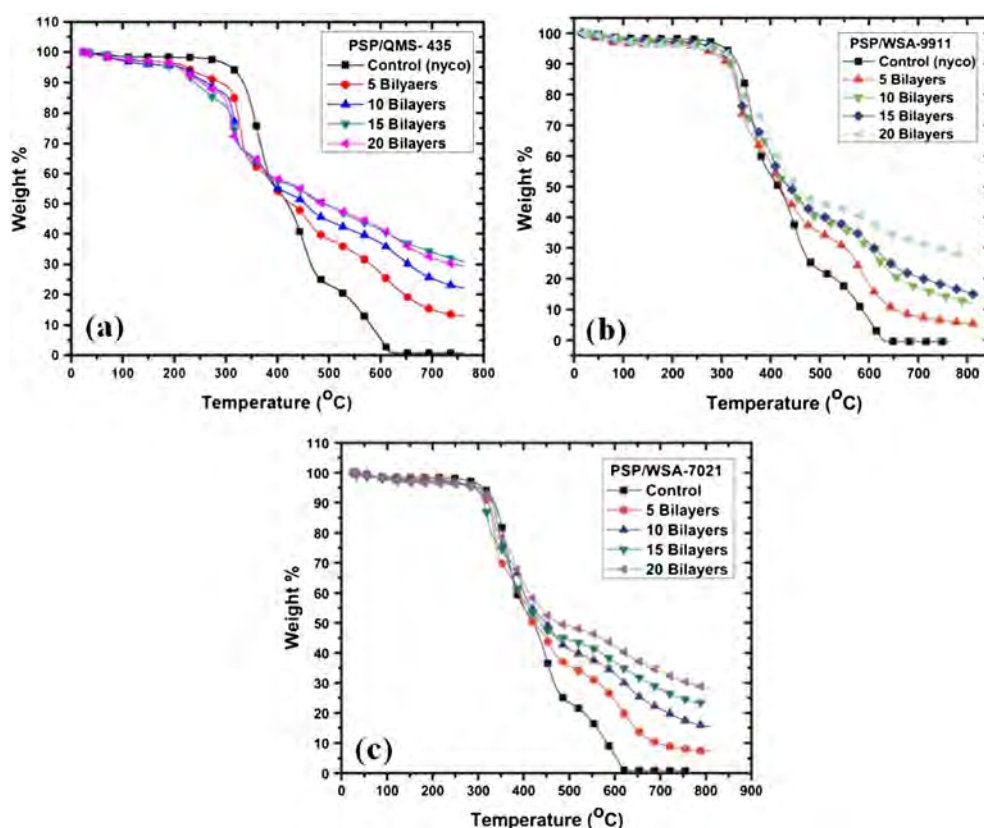 PSP/QMS- 435
Control (nyco)
5 Bilyaers
10 Bilayers
15 Bilayers
20 Bilayers
110
100
90
80
70
60
50
40
30
20
10
0
Weight %
(a)
0 100 200 300 400 500 600 700 800
Temperature (°C)
PSP/WSA-9911
Control (nyco)
5 Bilayers
10 Bilayers
15 Bilayers
20 Bilayers
100
90
80
70
60
50
40
30
20
10
0
Weight %
(b)
0 100 200 300 400 500 600 700 800
Temperature (°C)
PSP/WSA-7021
Control
5 Bilayers
10 Bilayers
15 Bilayers
20 Bilayers
110
100
90
80
70
60
50
40
30
20
10
0
Weight %
(c)
0 100 200 300 400 500 600 700 800 900
Temperature (°C)